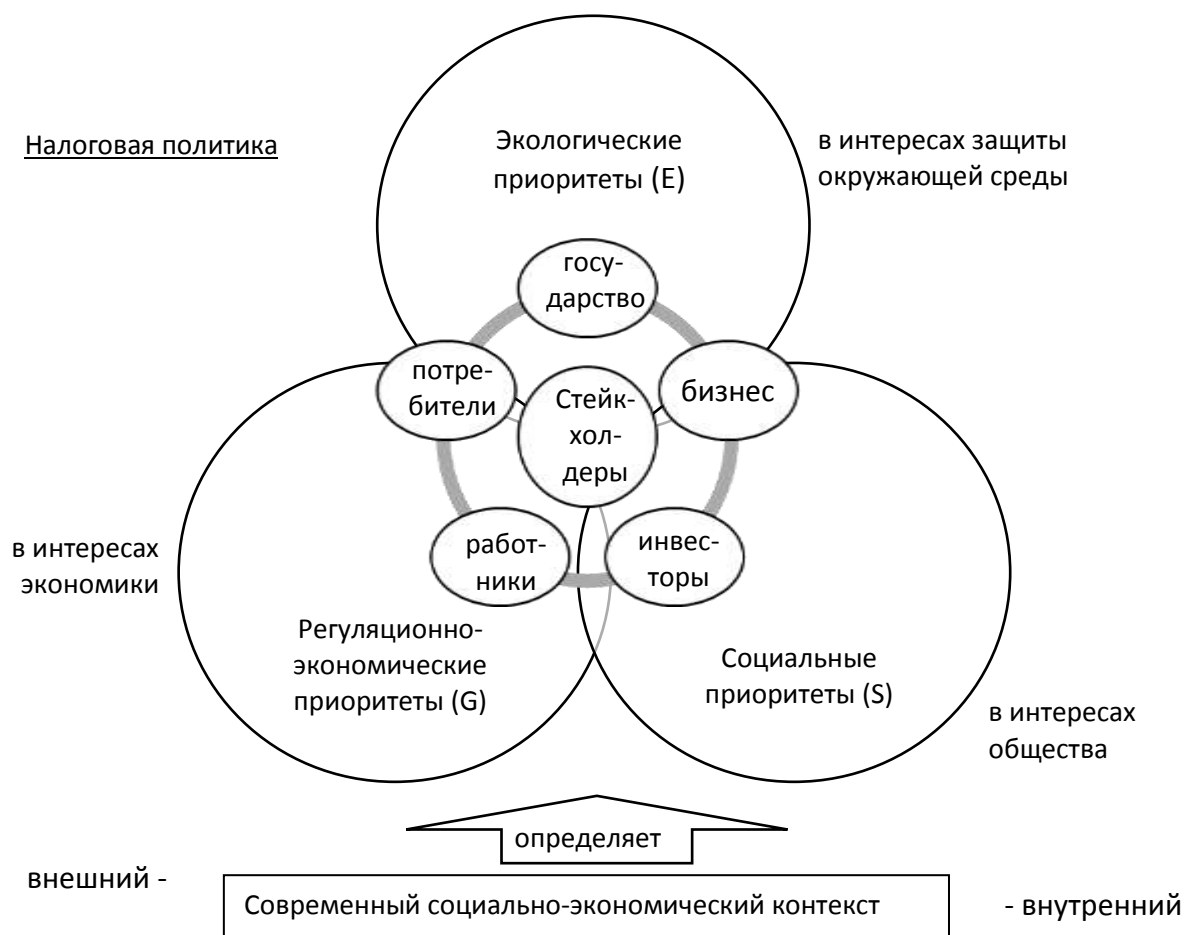 Налоговая политика
Экологические
приоритеты (E)
в интересах защиты
окружающей среды
госу-
дарство
потре-
бители
Стейк-
хол-
деры
бизнес
работ-
ники
инвес-
торы
в интересах
экономики
Регуляционно-
экономические
приоритеты (G)
Социальные
приоритеты (S)
в интересах
общества
определяет
внешний -
Современный социально-экономический контекст
- внутренний